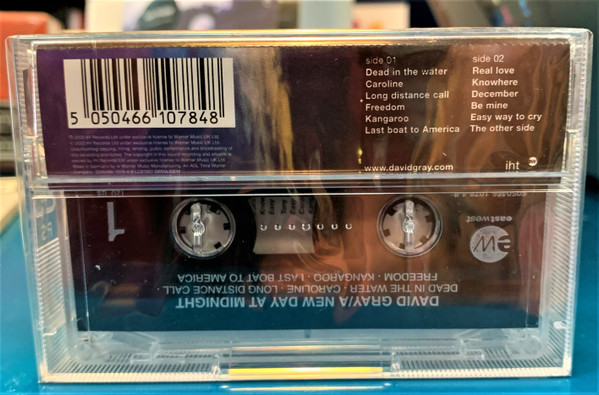 5 050466 107848
side 01
Dead in the water
Caroline
Long distance call
Freedom
Kangaroo
Last boat to America
side 02
Real love
Knowhere
December
Be mine
Easy way to cry
The other side
www.davidgray.com
iht
eastwest
1
DAVID GRAY/A NEW DAY AT MIDNIGHT
DEAD IN THE WATER · CAROLINE · LONG DISTANCE CALL
FREEDOM · KANGAROO · LAST BOAT TO AMERICA